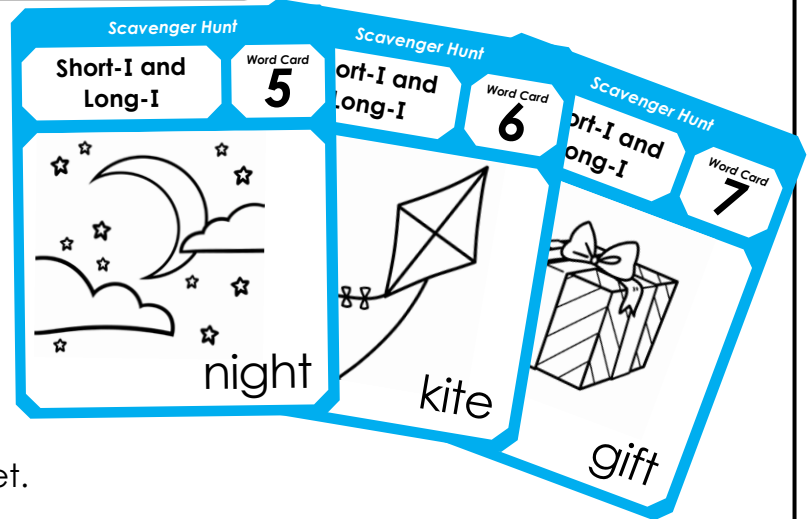 Scavenger Hunt
Short-I and
Long-I
Word Card
5
night
Scavenger Hunt
ort-I and
Long-I
Word Card
6
kite
Scavenger Hunt
ort-I and
ong-I
Word Card
7
gift
et.